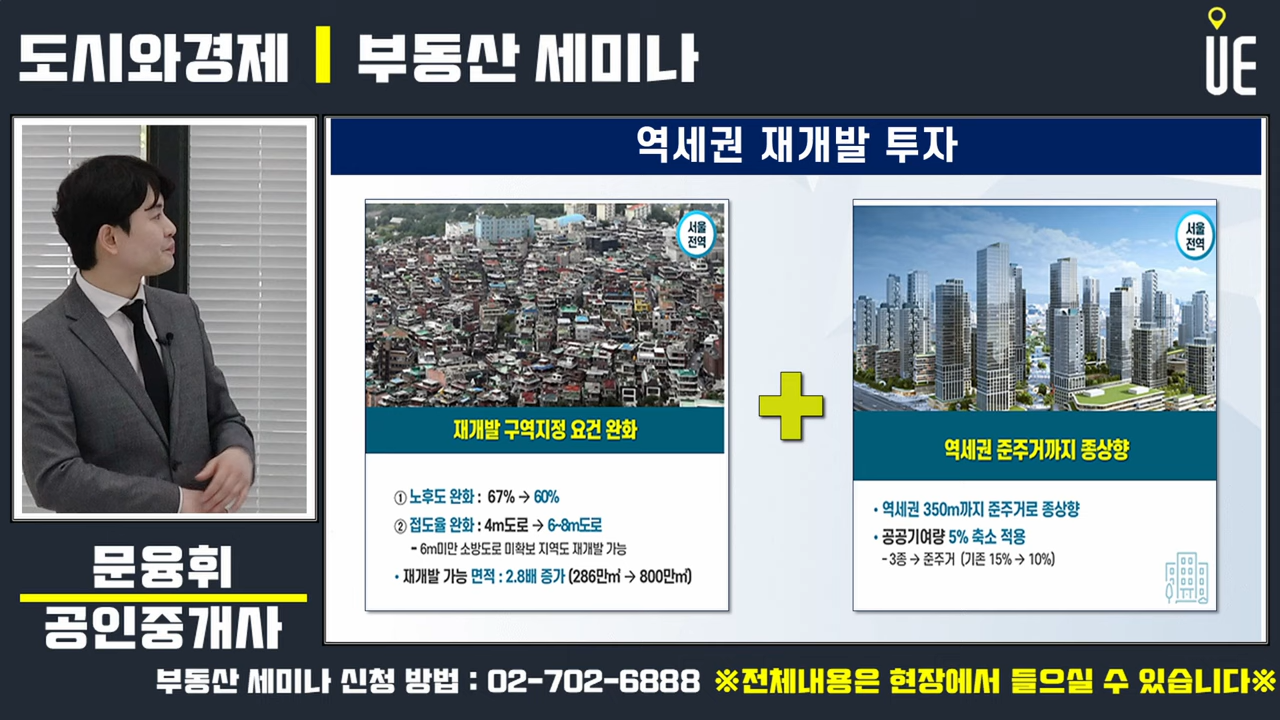 도시와경제 | 부동산 세미나
UE
역세권 재개발 투자
서울
전역
재개발 구역지정 요건 완화
① 노후도 완화 : 67% → 60%
② 접도율 완화 : 4m도로 → 6~8m도로
- 6m미만 소방도로 미확보 지역도 재개발 가능
• 재개발 가능 면적 : 2.8배 증가 (286만㎡ → 800만㎡)
서울
전역
역세권 준주거까지 종상향
• 역세권 350m까지 준주거로 종상향
• 공공기여량 5% 축소 적용
- 3종 → 준주거 (기존 15% → 10%)
문융휘
공인중개사
부동산 세미나 신청 방법 : 02-702-6888 ※전체내용은 현장에서 들으실 수 있습니다※